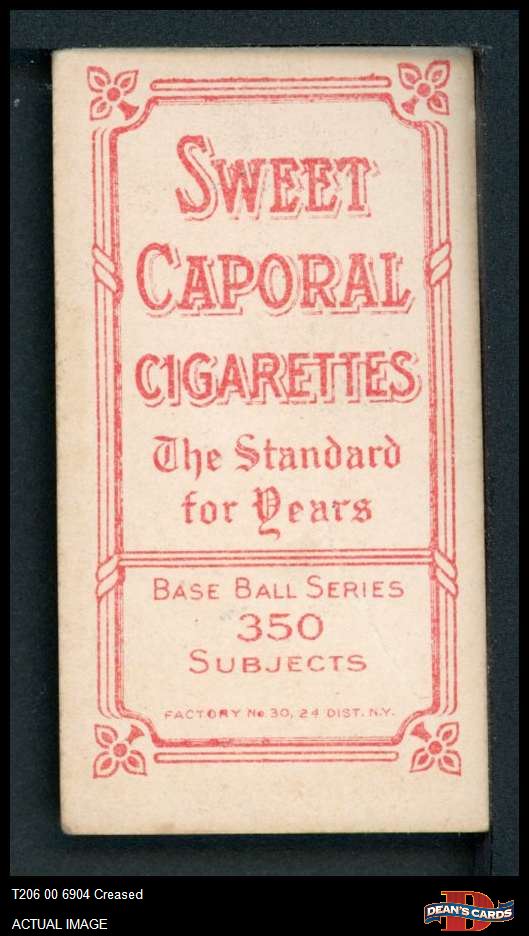 SWEET
CAPORAL
CIGARETTES
The Standard
for Years
BASE BALL SERIES
350
SUBJECTS
FACTORY No. 30, 24 DIST. N.Y.
T206 00 6904 Creased
ACTUAL IMAGE
D
DEAN'S CARDS